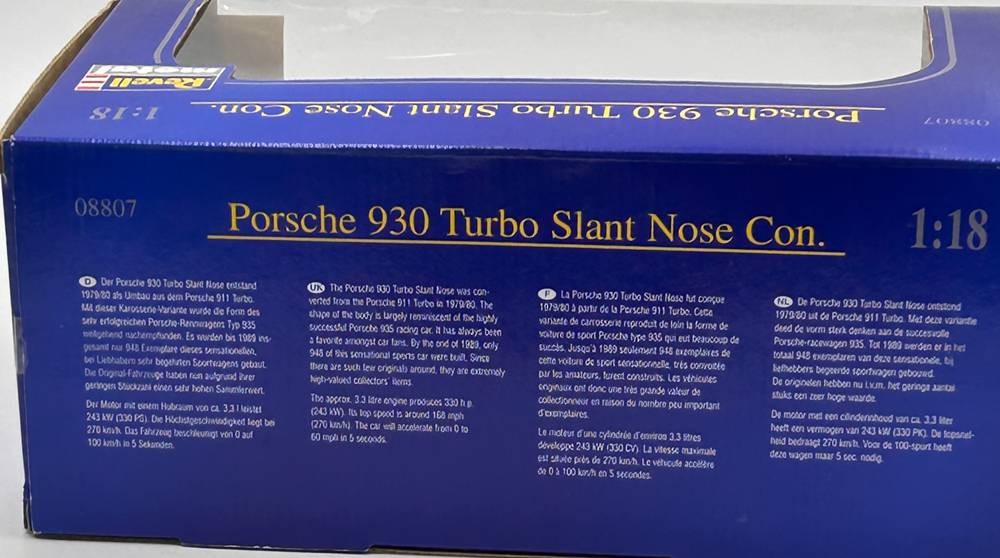 Revell
metal
1:18
Porsche 930 Turbo Slant Nose Con.
08807
08807
Porsche 930 Turbo Slant Nose Con.
1:18
D Der Porsche 930 Turbo Slant Nose entstand
1979/80 als Umbau aus dem Porsche 911 Turbo.
Mit dieser Karosserie-Variante wurde die Form des
sehr erfolgreichen Porsche-Rennwagens Typ 935
weitgehend nachempfunden. Es wurden bis 1989 ins-
gesamt nur 948 Exemplare dieses sensationellen,
bei Liebhabern sehr begehrten Sportwagens gebaut.
Die Original-Fahrzeuge haben nun aufgrund ihrer
geringen Stückzahl einen sehr hohen Sammlerwert.
Der Motor mit einem Hubraum von ca. 3,3 l leistet
243 kW (330 PS). Die Höchstgeschwindigkeit liegt bei
270 km/h. Das Fahrzeug beschleunigt von 0 auf
100 km/h in 5 Sekunden.
UK The Porsche 930 Turbo Slant Nose was con-
verted from the Porsche 911 Turbo in 1979/80. The
shape of the body is largely reminiscent of the highly
successful Porsche 935 racing car. It has always been
a favorite amongst car fans. By the end of 1989, only
948 of this sensational sports car were built. Since
there are such few originals around, they are extremely
high-valued collectors' items.
The approx. 3.3 litre engine produces 330 h.p.
(243 kW). Its top speed is around 168 mph
(270 km/h). The car will accelerate from 0 to
60 mph in 5 seconds.
F La Porsche 930 Turbo Slant Nose fut conçue
1979/80 à partir de la Porsche 911 Turbo. Cette
variante de carrosserie reproduit de loin la forme de
voiture de sport Porsche type 935 qui eut beaucoup de
succès. Jusqu'à 1989 seulement 948 exemplaires de
cette voiture de sport sensationnelle, très convoitée
par les amateurs, furent construits. Les véhicules
originaux ont donc une très grande valeur de
collectionneur en raison du nombre peu important
d'exemplaires.
Le moteur d'une cylindrée d'environ 3.3 litres
développe 243 kW (330 CV). La vitesse maximale
est située près de 270 km/h. Le véhicule accélère
de 0 à 100 km/h en 5 secondes.
NL De Porsche 930 Turbo Slant Nose ontstond
1979/80 uit de Porsche 911 Turbo. Met deze variante
deed de vorm sterk denken aan de succesvolle
Porsche-racewagen 935. Tot 1989 werden er in het
totaal 948 exemplaren van deze sensationele, bij
liefhebbers begeerde sportwagen gebouwd.
De originelen hebben nu i.v.m. het geringe aantal
stuks een zeer hoge waarde.
De motor met een cilinderinhoud van ca. 3.3 liter
heeft een vermogen van 243 kW (330 PK). De topsnel-
heid bedraagt 270 km/h. Voor de 100-spurt heeft
deze wagen maar 5 sec. nodig.